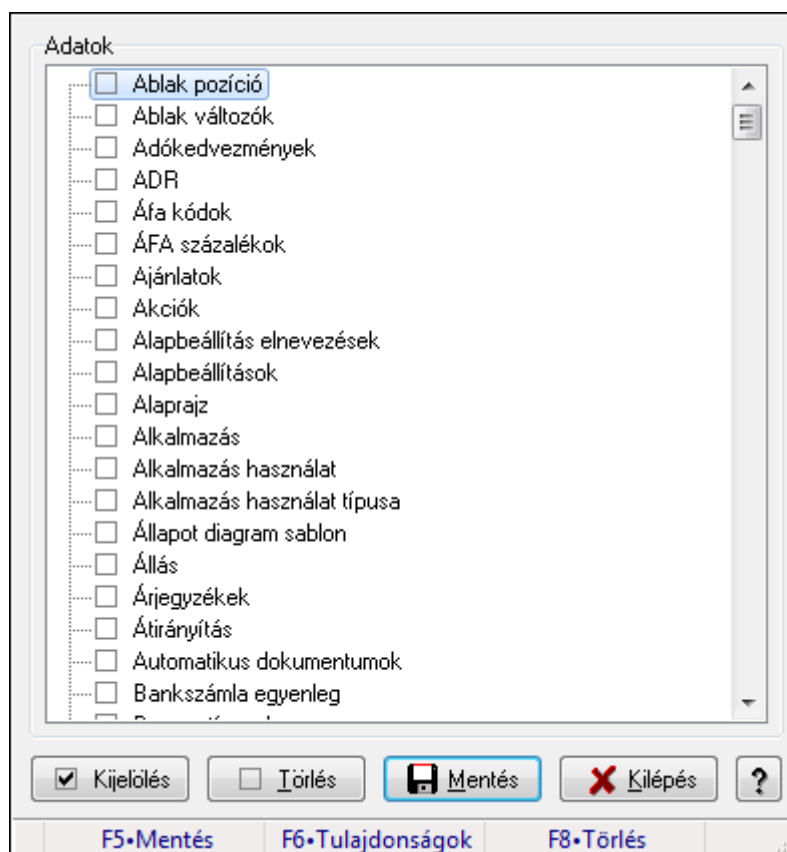 Adatok
Ablak pozíció
Ablak változók
Adókedvezmények
ADR
Áfa kódok
ÁFA százalékok
Ajánlatok
Akciók
Alapbeállítás elnevezések
Alapbeállítások
Alaprajz
Alkalmazás
Alkalmazás használat
Alkalmazás használat típusa
Állapot diagram sablon
Állás
Árjegyzékek
Átirányítás
Automatikus dokumentumok
Bankszámla egyenleg
Kijelölés Törlés Mentés Kilépés ?
F5•Mentés F6•Tulajdonságok F8•Törlés